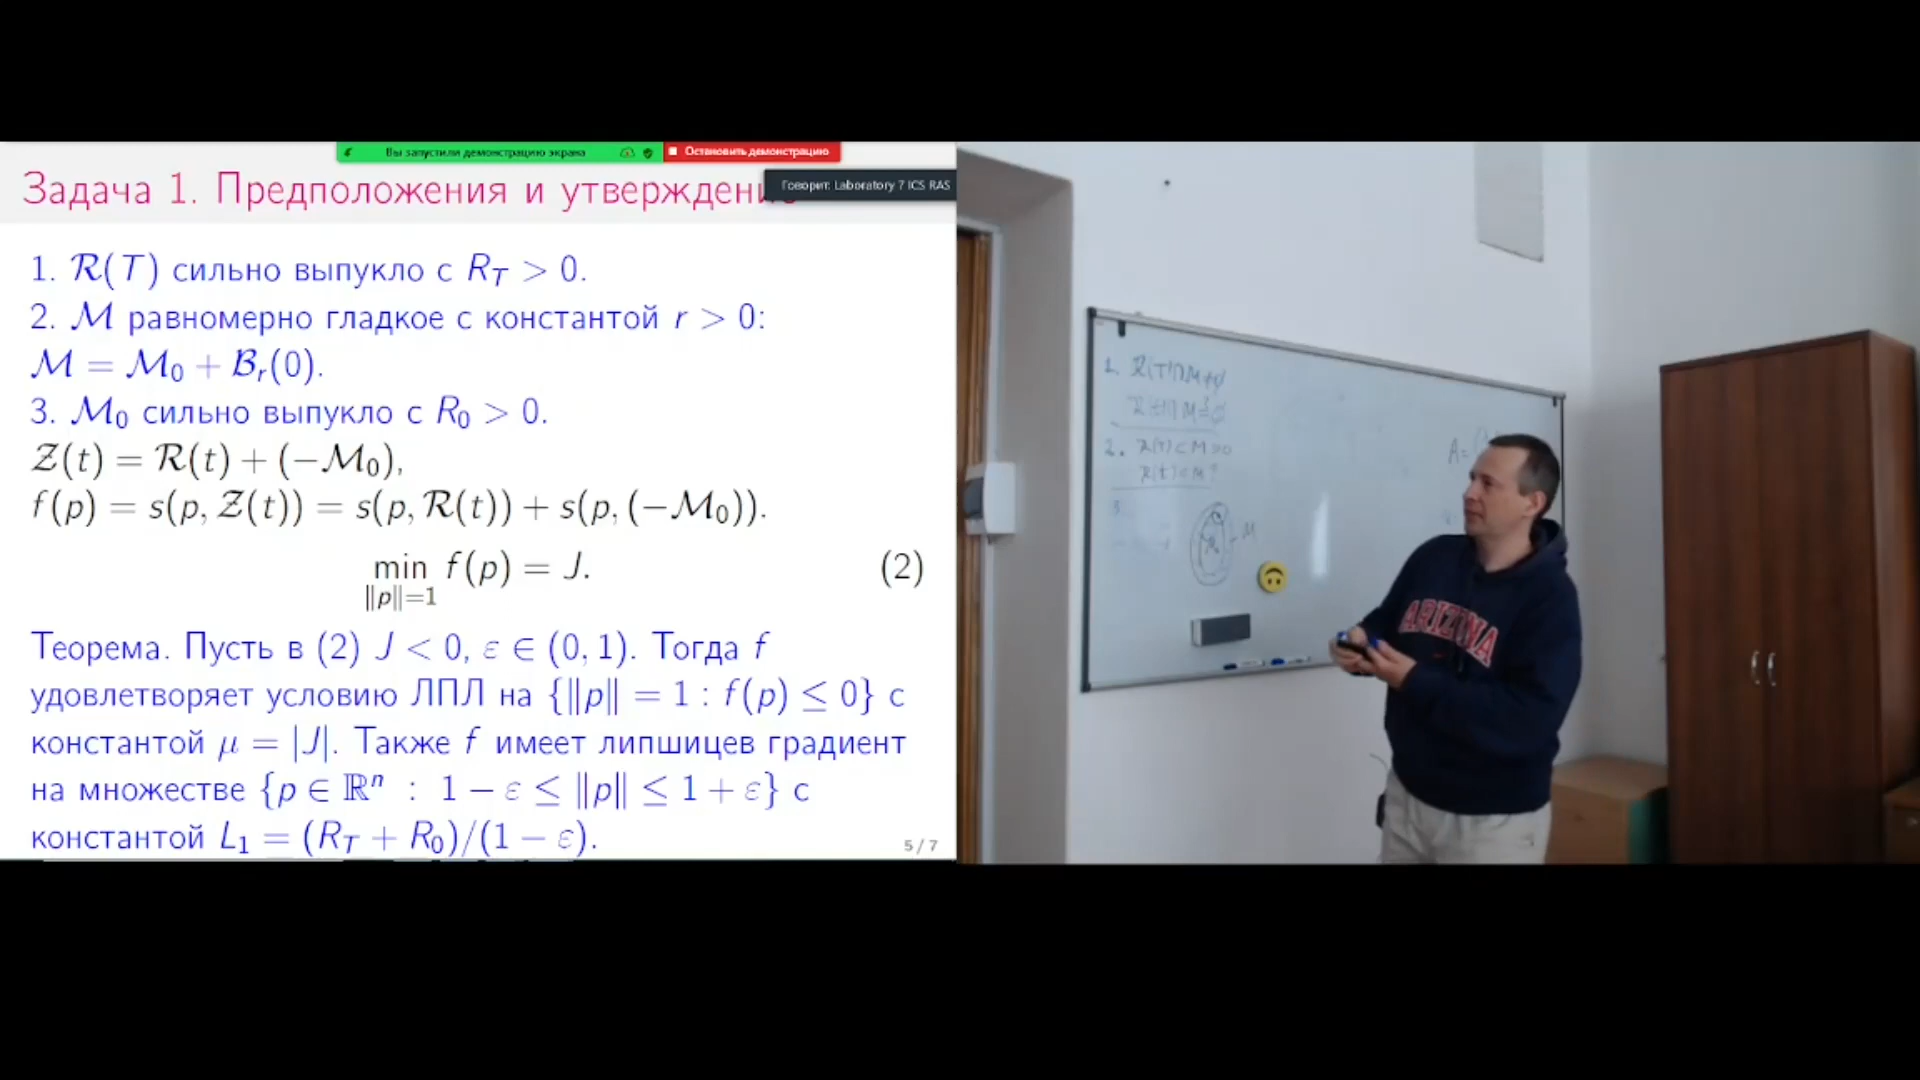 Вы запустили демонстрацию экрана
Остановить демонстрацию
Говорит: Laboratory 7 ICS RAS
Задача 1. Предположения и утверждени
1. ℛ(T) сильно выпукло с R_T > 0.
2. ℳ равномерно гладкое с константой r > 0:
ℳ = ℳ₀ + ℬ_r(0).
3. ℳ₀ сильно выпукло с R₀ > 0.
𝒵(t) = ℛ(t) + (−ℳ₀),
f(p) = s(p, 𝒵(t)) = s(p, ℛ(t)) + s(p, (−ℳ₀)).
min f(p) = J. (2)
‖p‖=1
Теорема. Пусть в (2) J < 0, ε ∈ (0, 1). Тогда f
удовлетворяет условию ЛПЛ на {‖p‖ = 1 : f(p) ≤ 0} с
константой μ = |J|. Также f имеет липшицев градиент
на множестве {p ∈ ℝⁿ : 1 − ε ≤ ‖p‖ ≤ 1 + ε} с
константой L₁ = (R_T + R₀)/(1 − ε).
5 / 7
ARIZONA